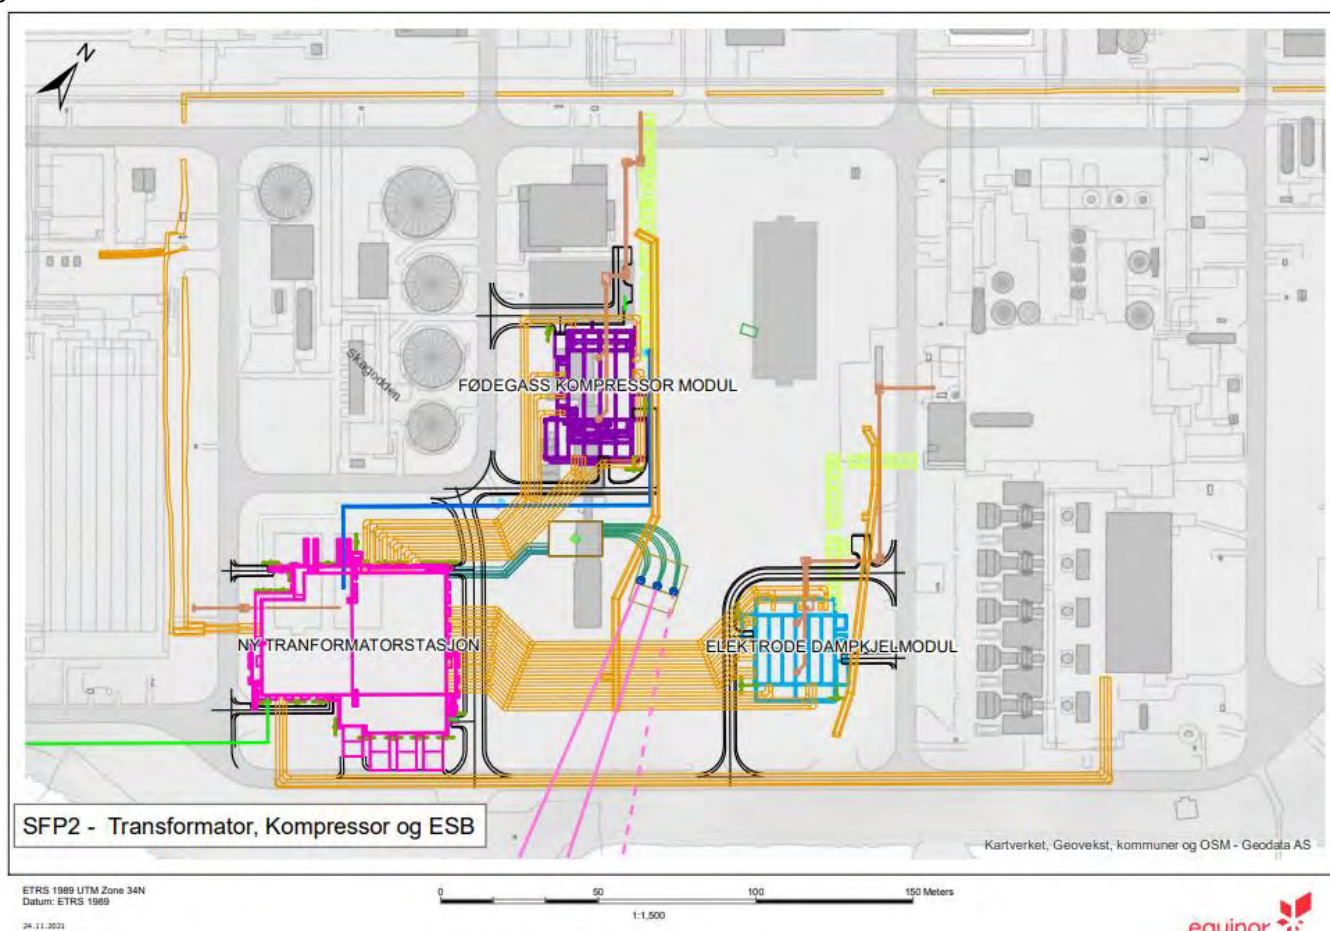 N
Skagodden
FØDEGASS KOMPRESSOR MODUL
NY TRANFORMATORSTASJON
ELEKTRODE DAMPKJELMODUL
SFP2 - Transformator, Kompressor og ESB
Kartverket, Geovekst, kommuner og OSM - Geodata AS
ETRS 1989 UTM Zone 34N
Datum: ETRS 1989
0 50 100 150 Meters
1:1,500
24.11.2021
equinor